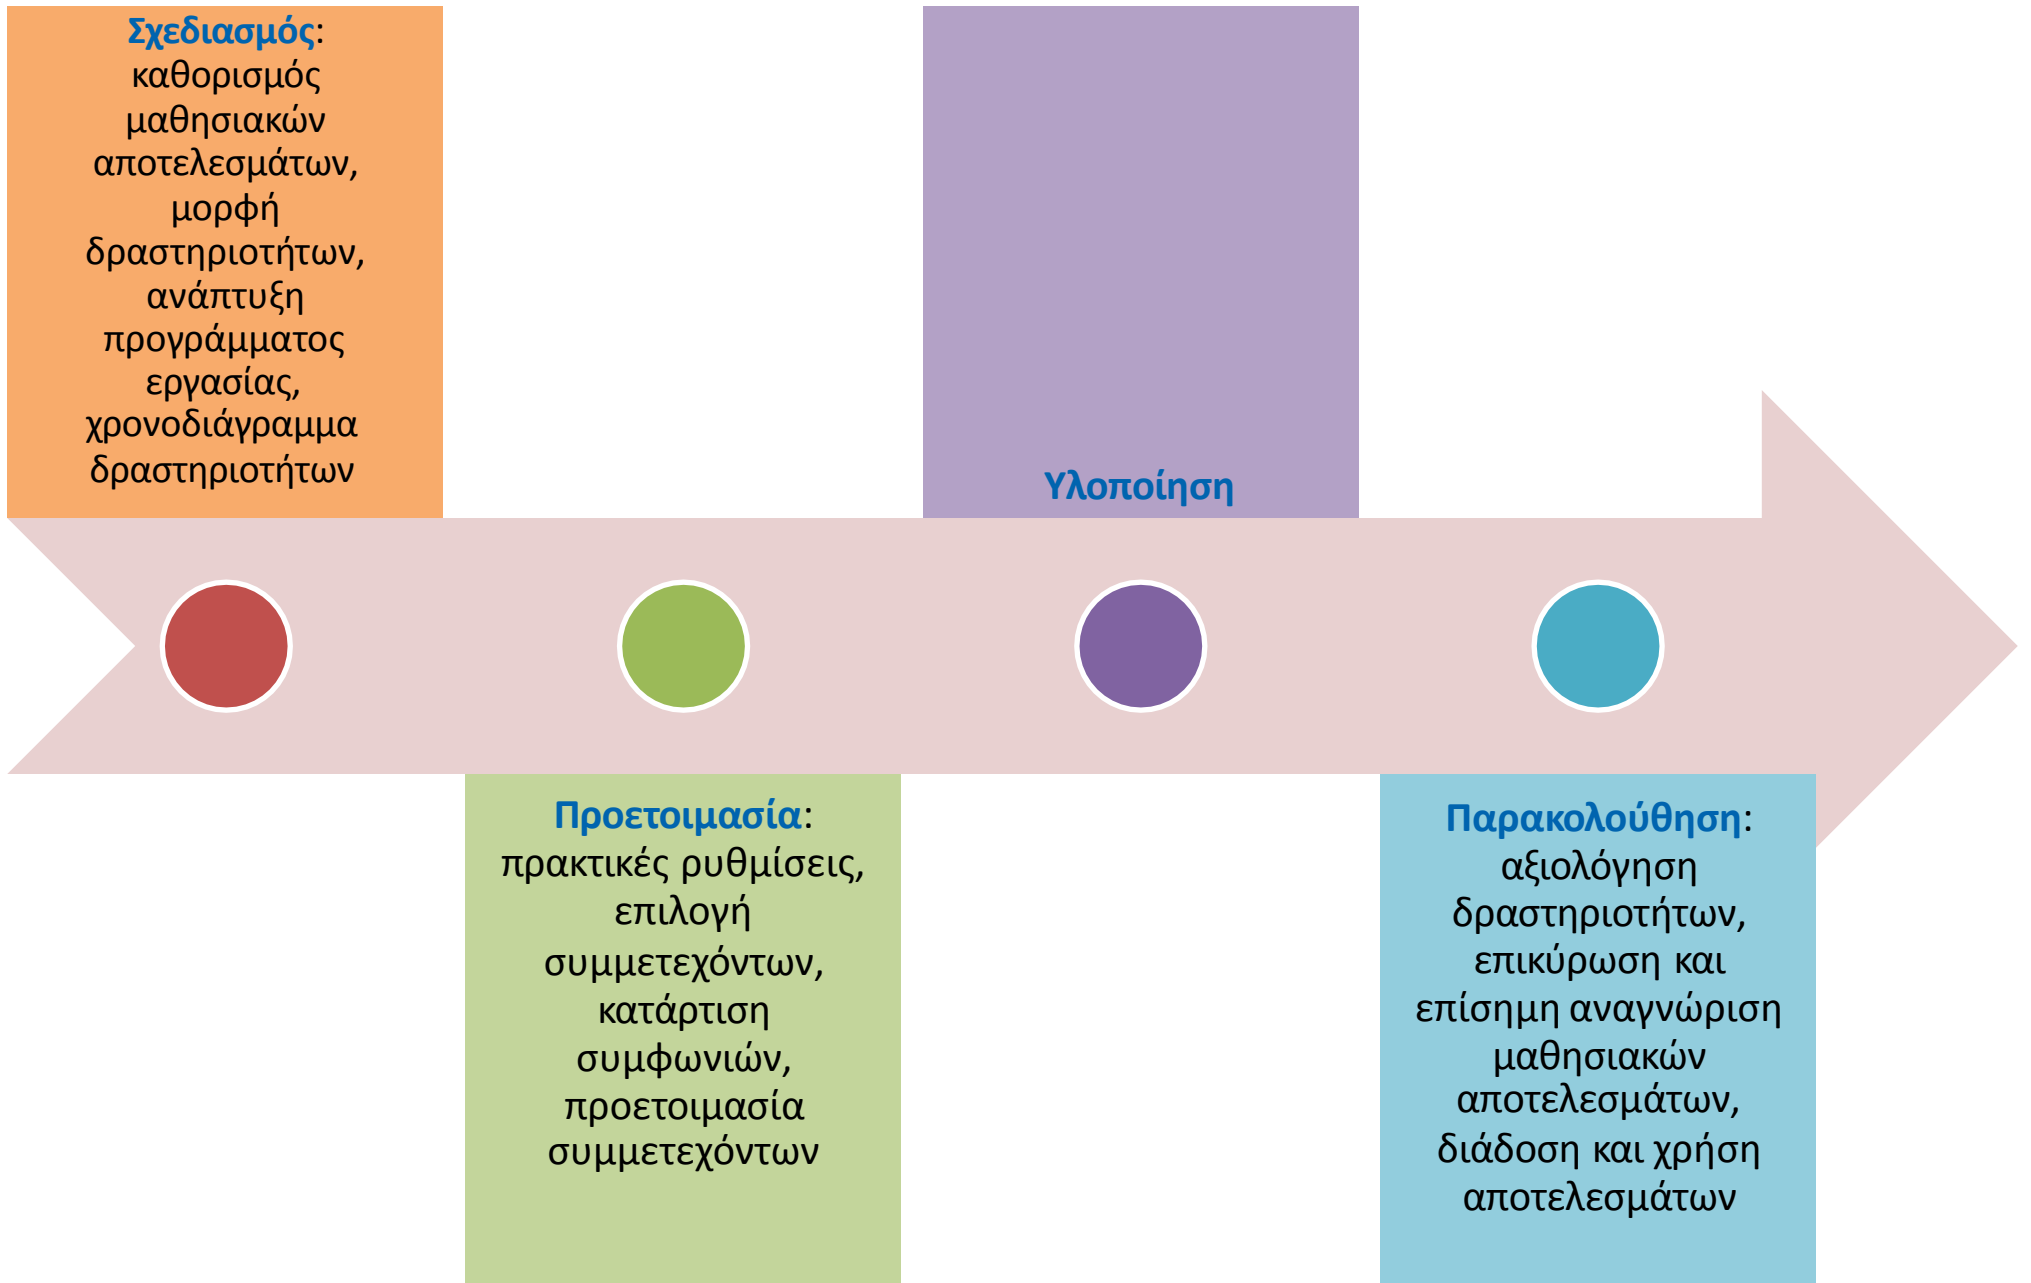 Σχεδιασμός:
καθορισμός
μαθησιακών
αποτελεσμάτων,
μορφή
δραστηριοτήτων,
ανάπτυξη
προγράμματος
εργασίας,
χρονοδιάγραμμα
δραστηριοτήτων
Προετοιμασία:
πρακτικές ρυθμίσεις,
επιλογή
συμμετεχόντων,
κατάρτιση
συμφωνιών,
προετοιμασία
συμμετεχόντων
Υλοποίηση
Παρακολούθηση:
αξιολόγηση
δραστηριοτήτων,
επικύρωση και
επίσημη αναγνώριση
μαθησιακών
αποτελεσμάτων,
διάδοση και χρήση
αποτελεσμάτων